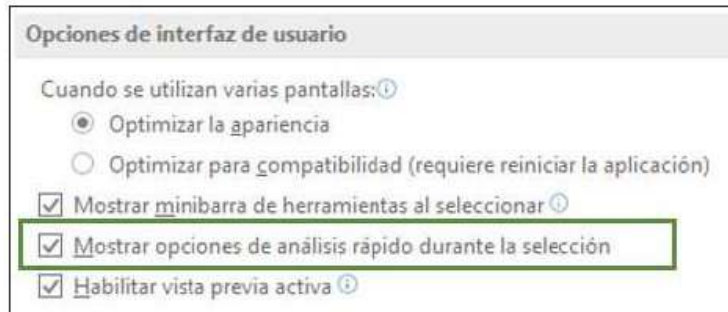 Opciones de interfaz de usuario
Cuando se utilizan varias pantallas:
Optimizar la apariencia
Optimizar para compatibilidad (requiere reiniciar la aplicación)
Mostrar minibarra de herramientas al seleccionar
Mostrar opciones de análisis rápido durante la selección
Habilitar vista previa activa